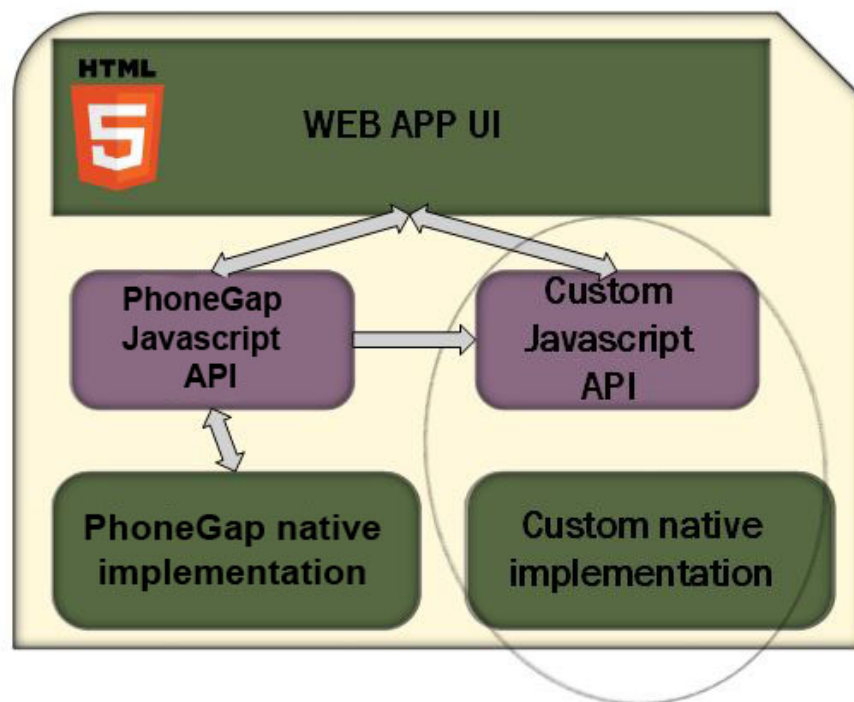 HTML
5
WEB APP UI
PhoneGap
Javascript
API
Custom
Javascript
API
PhoneGap native
implementation
Custom native
implementation